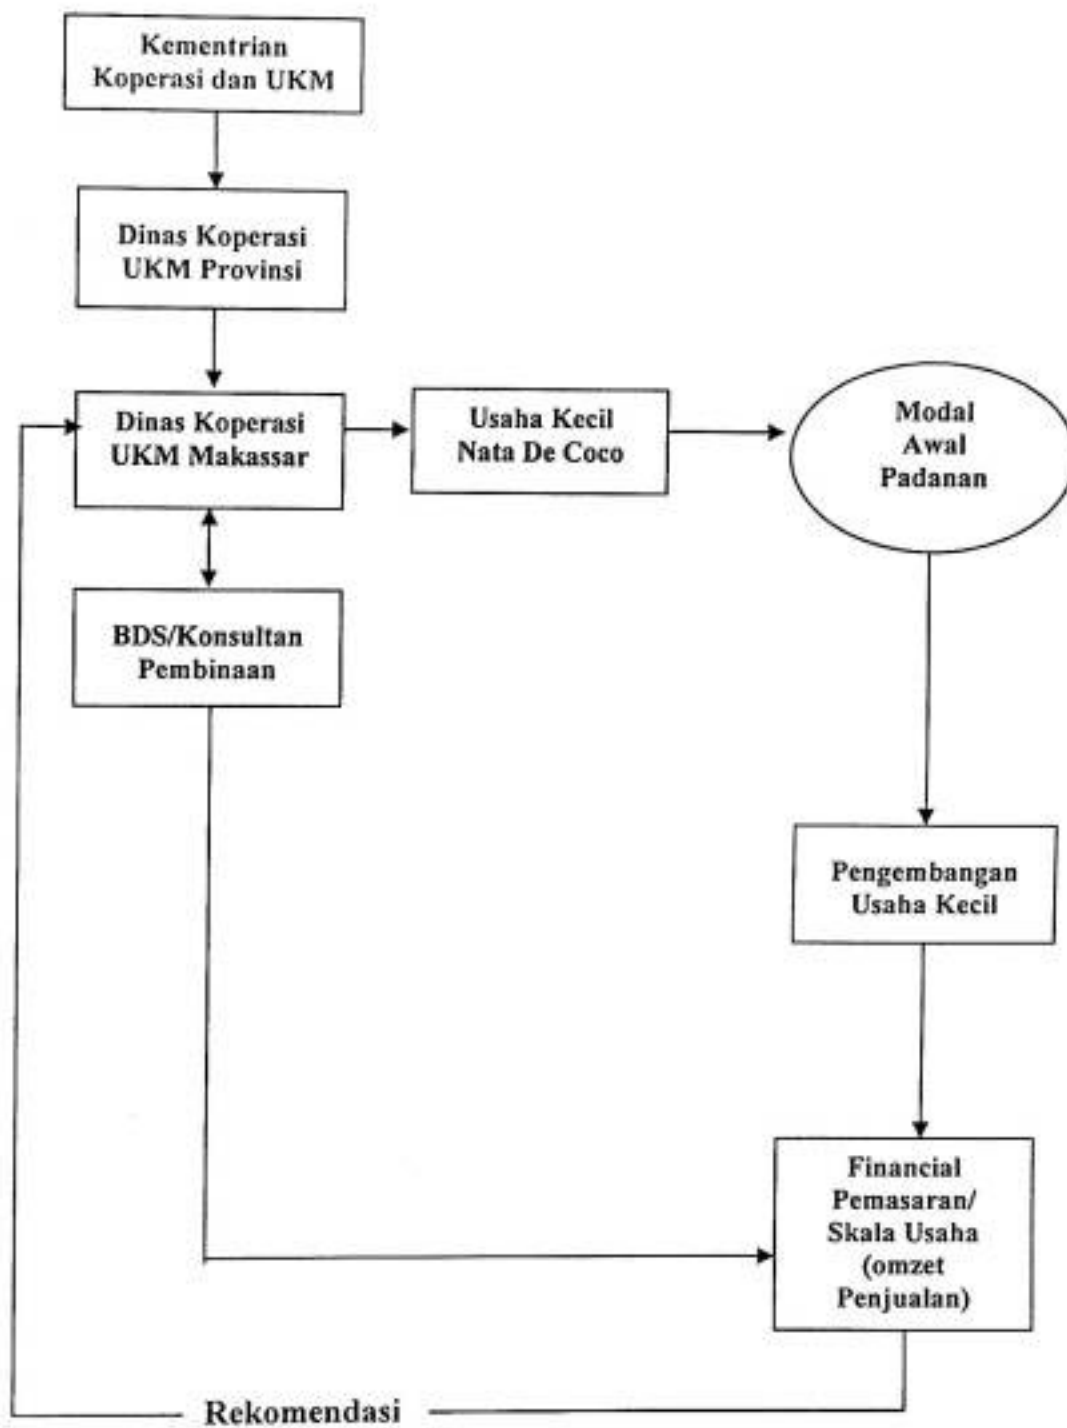 Kementrian
Koperasi dan UKM
Dinas Koperasi
UKM Provinsi
Dinas Koperasi
UKM Makassar
Usaha Kecil
Nata De Coco
Modal
Awal
Padanan
BDS/Konsultan
Pembinaan
Pengembangan
Usaha Kecil
Financial
Pemasaran/
Skala Usaha
(omzet
Penjualan)
Rekomendasi